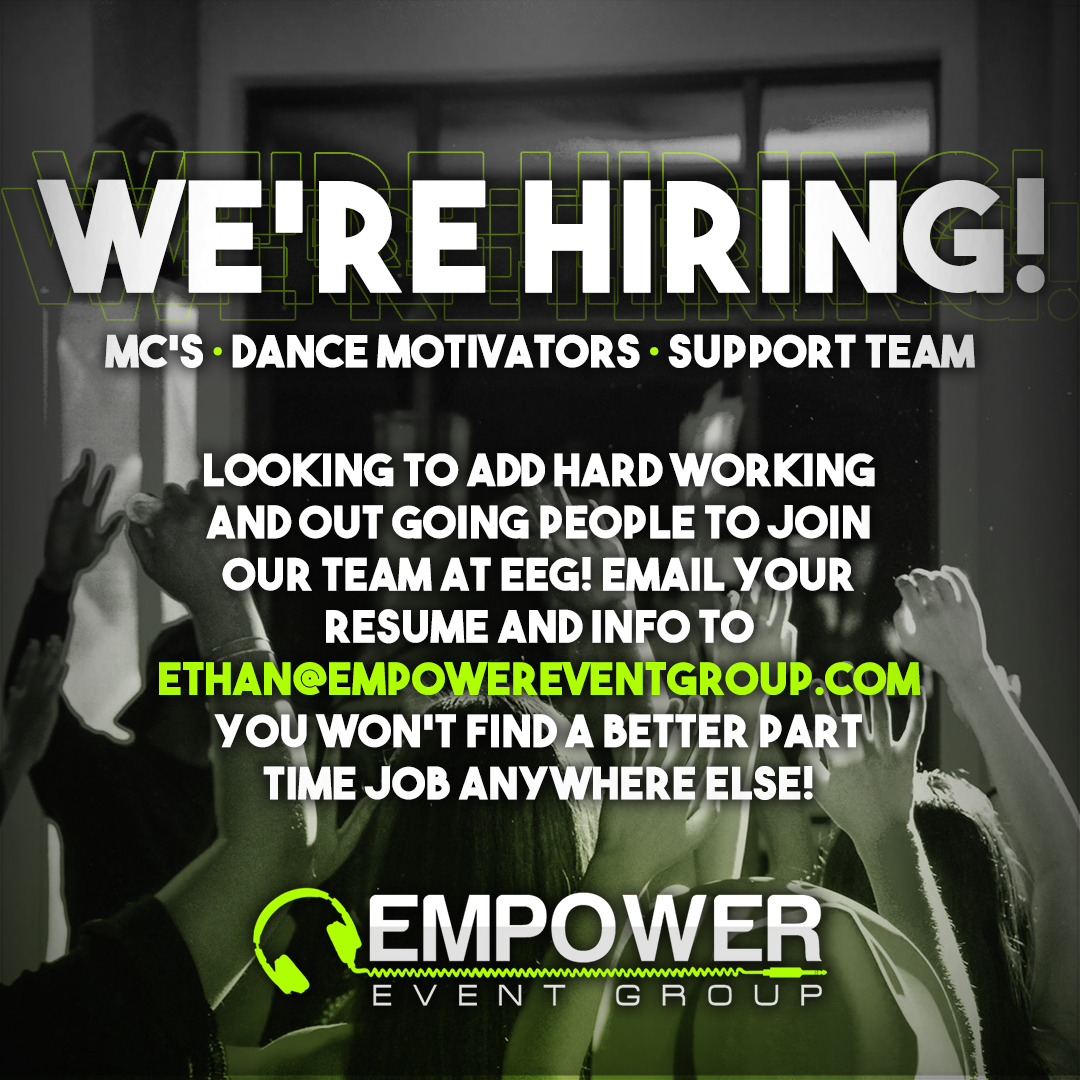 WE'RE HIRING!
MC'S • DANCE MOTIVATORS • SUPPORT TEAM
LOOKING TO ADD HARD WORKING
AND OUT GOING PEOPLE TO JOIN
OUR TEAM AT EEG! EMAIL YOUR
RESUME AND INFO TO
ETHAN@EMPOWEREVENTGROUP.COM
YOU WON'T FIND A BETTER PART
TIME JOB ANYWHERE ELSE!
EMPOWER
EVENT GROUP